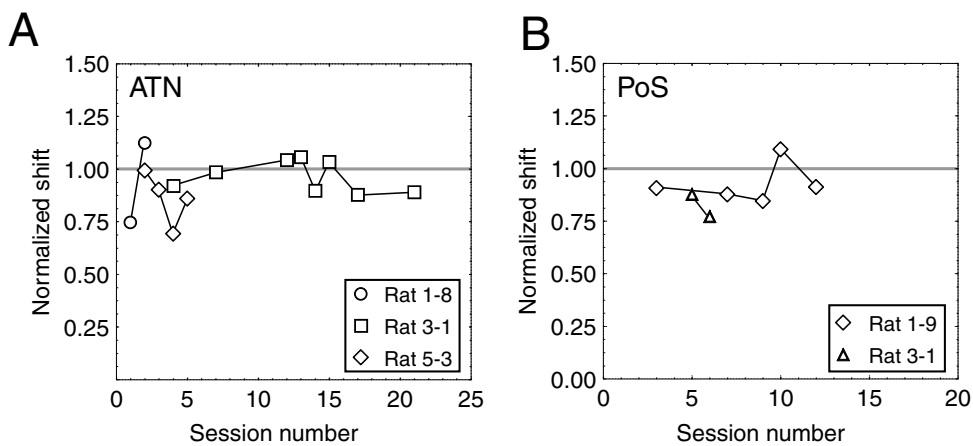 A
B
ATN
PoS
Normalized shift
1.50
1.25
1.00
0.75
0.50
0.25
Rat 1-8
Rat 3-1
Rat 5-3
0 5 10 15 20 25
Session number
Normalized shift
1.50
1.25
1.00
0.75
0.50
0.25
0.00
Rat 1-9
Rat 3-1
0 5 10 15 20
Session number